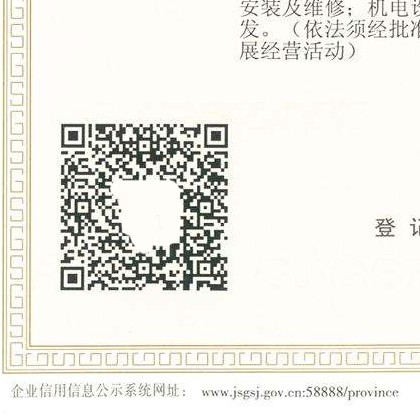 安装及维修；机电设
发。（依法须经批准
展经营活动）
登 记
企业信用信息公示系统网址： www.jsgsj.gov.cn:58888/province